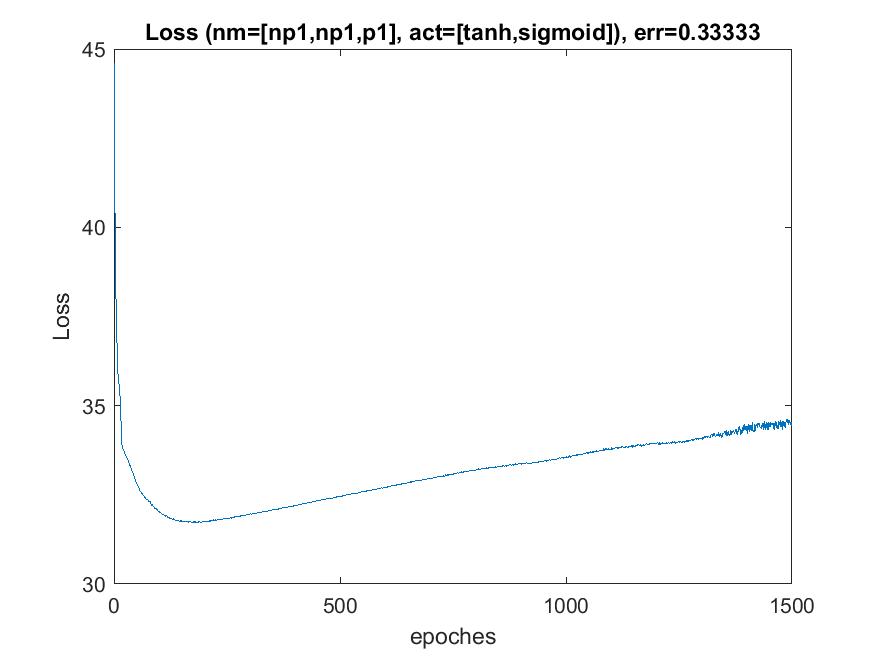 Loss (nm=[np1,np1,p1], act=[tanh,sigmoid]), err=0.33333
45
40
35
30
Loss
0 500 1000 1500
epoches